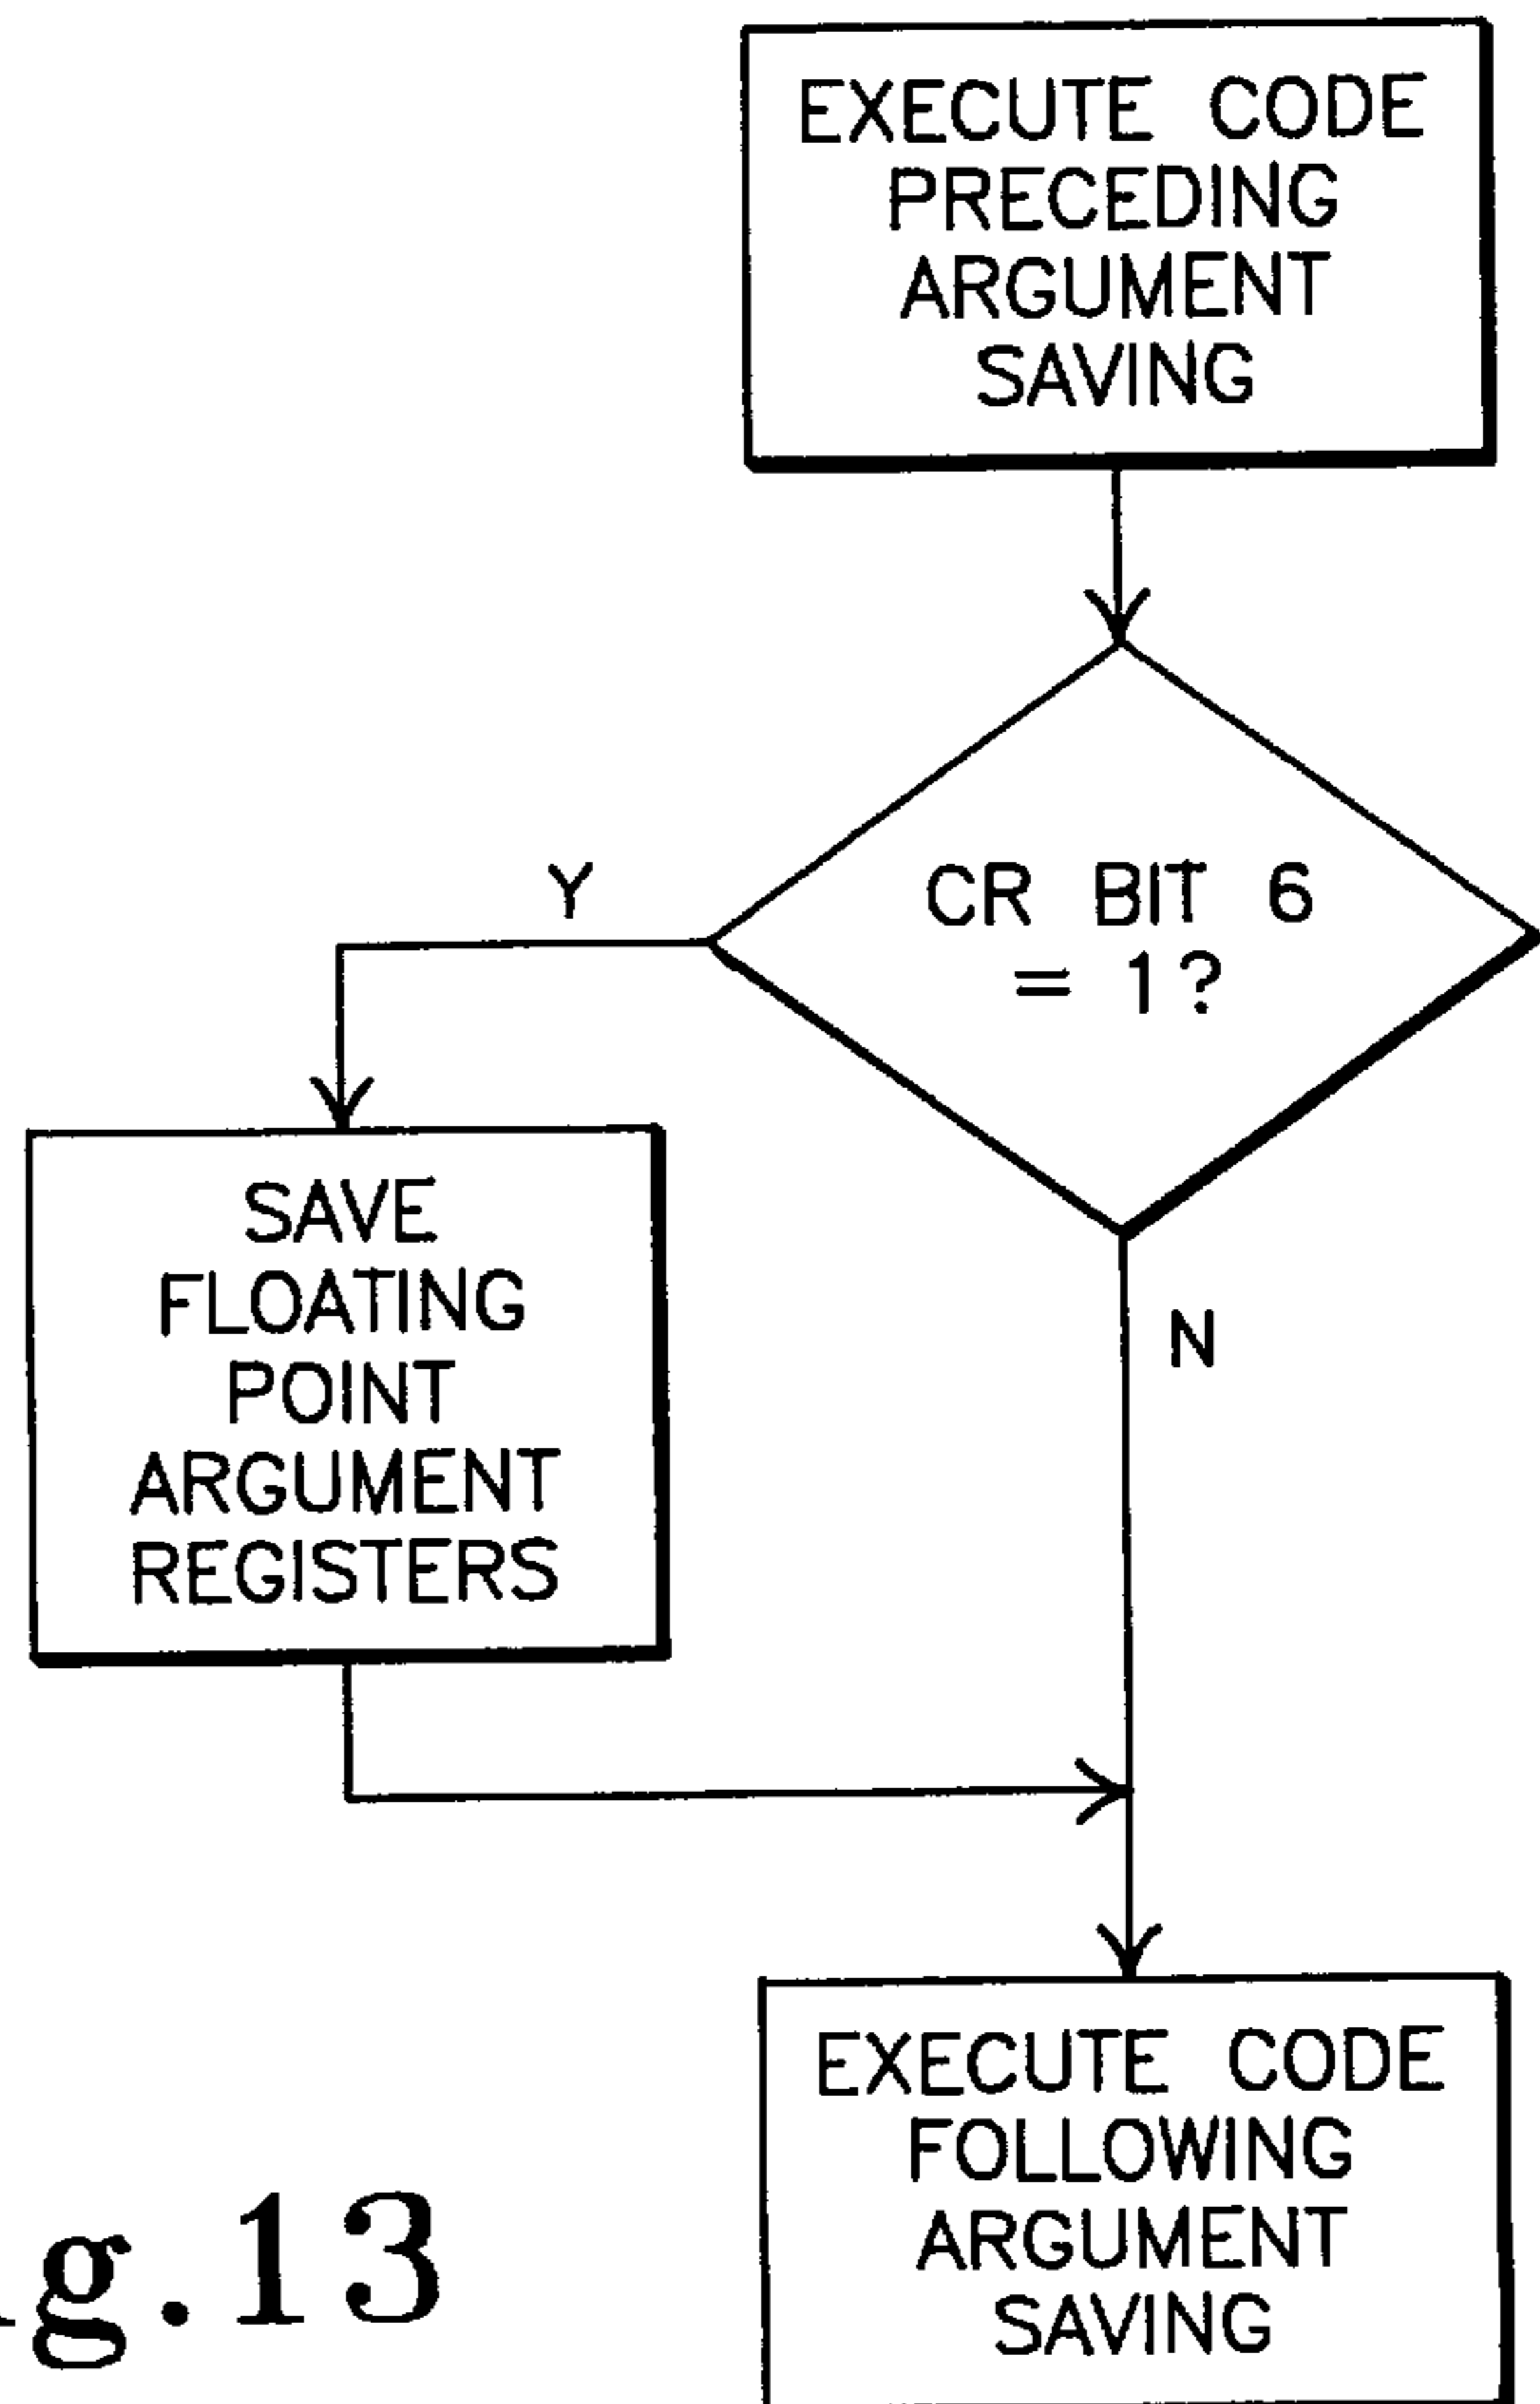 EXECUTE CODE
PRECEDING
ARGUMENT
SAVING
CR BIT 6
= 1?
Y
N
SAVE
FLOATING
POINT
ARGUMENT
REGISTERS
EXECUTE CODE
FOLLOWING
ARGUMENT
SAVING
g.13